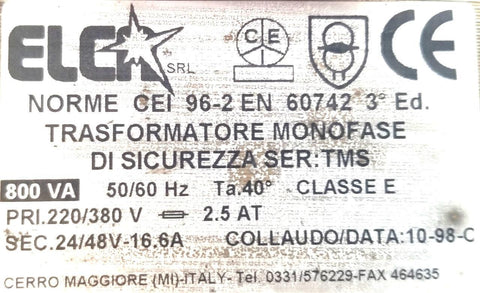 ELCA SRL CE CE
NORME CEI 96-2 EN 60742 3° Ed.
TRASFORMATORE MONOFASE
DI SICUREZZA SER:TMS
800 VA 50/60 Hz Ta.40° CLASSE E
PRI.220/380 V 2.5 AT
SEC.24/48V-16,6A COLLAUDO/DATA:10-98-C
CERRO MAGGIORE (MI)-ITALY- Tel. 0331/576229-FAX 464635